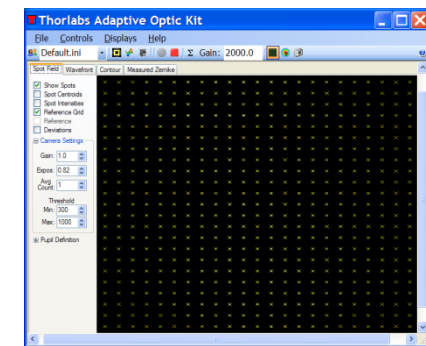 Thorlabs Adaptive Optic Kit
File Controls Displays Help
Default.ini Σ Gain: 2000.0
Spot Field Wavefront Contour Measured Zernike
Show Spots
Spot Centroids
Spot Intensities
Reference Grid
Reference
Deviations
Camera Settings
Gain: 1.0
Expos: 0.82
Avg
Count: 1
Threshold
Min: 300
Max: 1000
Pupil Definition